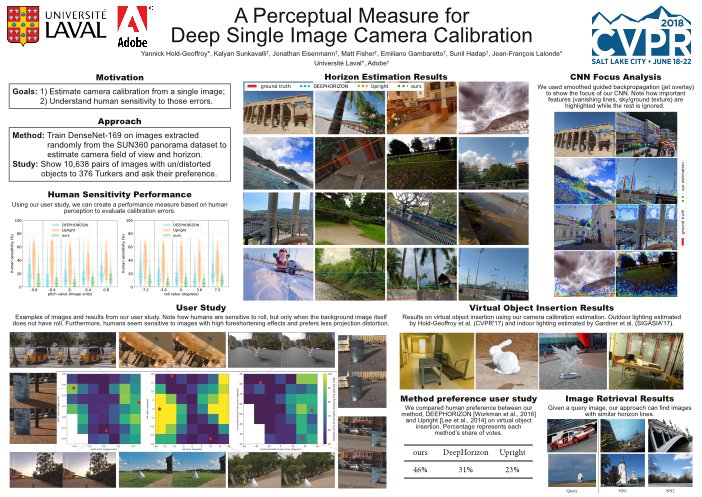 UNIVERSITÉ
LAVAL
Adobe
A Perceptual Measure for
Deep Single Image Camera Calibration
Yannick Hold-Geoffroy*, Kalyan Sunkavalli†, Jonathan Eisenmann†, Matt Fisher†, Emiliano Gambaretto†, Sunil Hadap†, Jean-François Lalonde*
Université Laval*, Adobe†
2018
CVPR
SALT LAKE CITY • JUNE 18-22
Motivation
Goals: 1) Estimate camera calibration from a single image;
2) Understand human sensitivity to those errors.
Approach
Method: Train DenseNet-169 on images extracted
randomly from the SUN360 panorama dataset to
estimate camera field of view and horizon.
Study: Show 10,638 pairs of images with un/distorted
objects to 376 Turkers and ask their preference.
Human Sensitivity Performance
Using our user study, we can create a performance measure based on human
perception to evaluate calibration errors.
DEEPHORIZON
Upright
ours
Human sensitivity (%)
pitch value (image units)
DEEPHORIZON
Upright
ours
Human sensitivity (%)
roll value (degrees)
Horizon Estimation Results
ground truth DEEPHORIZON Upright ours
CNN Focus Analysis
We used smoothed guided backpropagation (jet overlay)
to show the focus of our CNN. Note how important
features (vanishing lines, sky/ground texture) are
highlighted while the rest is ignored.
our estimation
ground truth
User Study
Examples of images and results from our user study. Note how humans are sensitive to roll, but only when the background image itself
does not have roll. Furthermore, humans seem sensitive to images with high foreshortening effects and prefers less projection distortion.
Virtual Object Insertion Results
Results on virtual object insertion using our camera calibration estimation. Outdoor lighting estimated
by Hold-Geoffroy et al. (CVPR'17) and indoor lighting estimated by Gardner et al. (SIGASIA'17).
Method preference user study
We compared human preference between our
method, DEEPHORIZON [Workman et al., 2016]
and Upright [Lee et al., 2014] on virtual object
insertion. Percentage represents each
method's share of votes.
ours DeepHorizon Upright
46% 31% 23%
Image Retrieval Results
Given a query image, our approach can find images
with similar horizon lines.
Query NN1 NN2